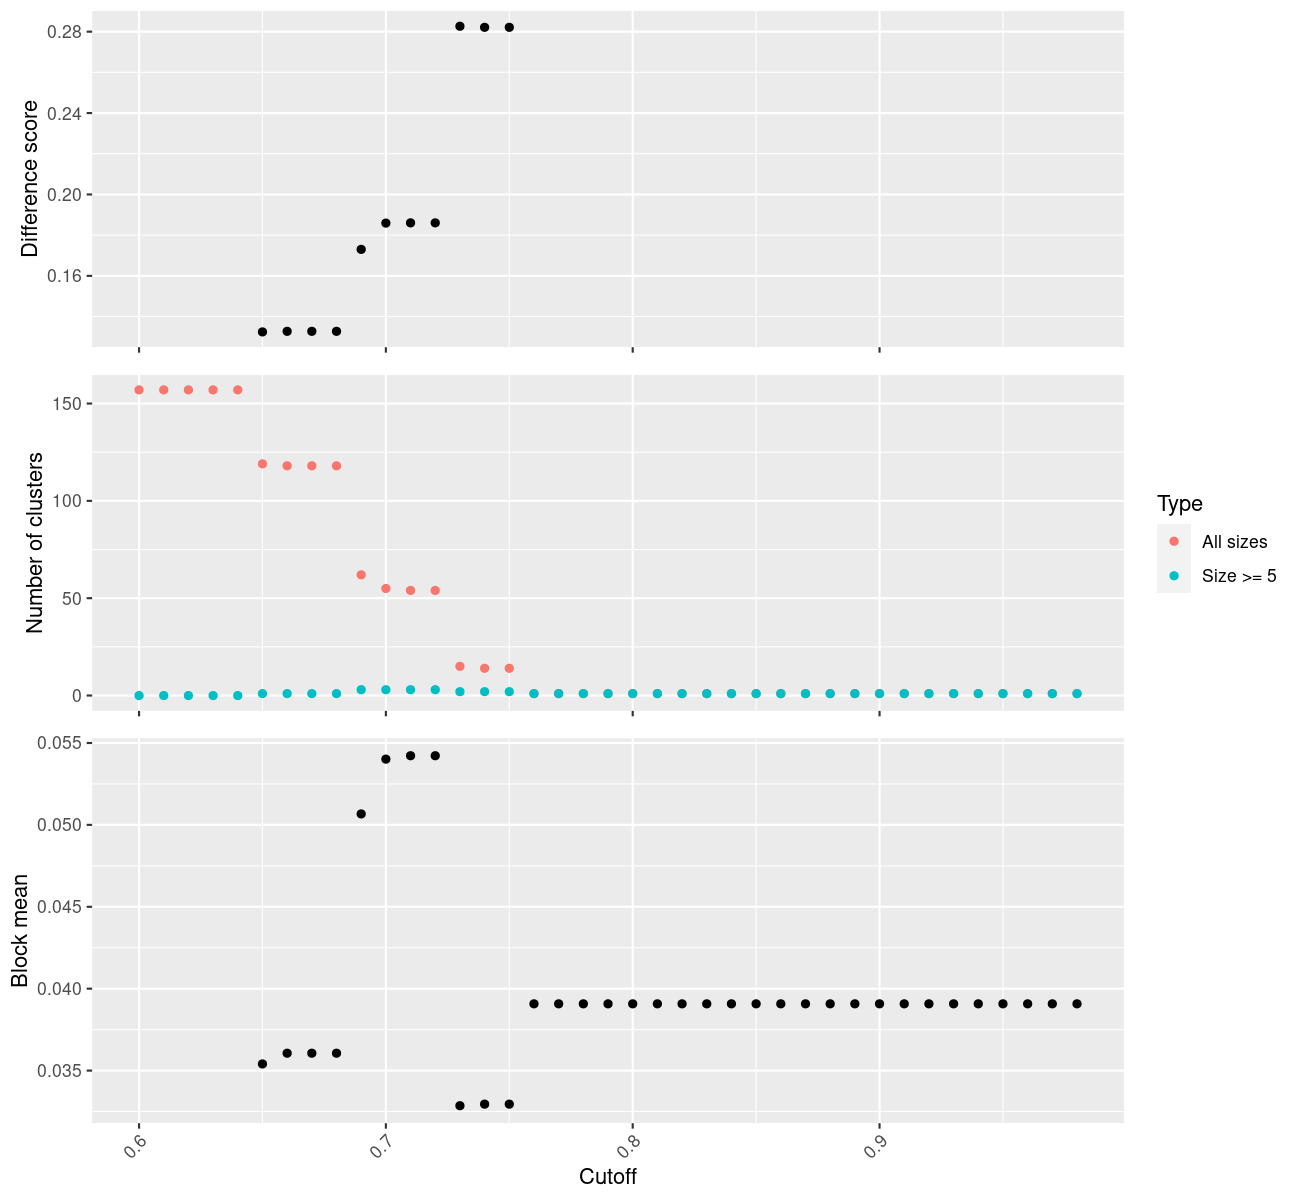 Difference score
0.28
0.24
0.20
0.16
Number of clusters
150
100
50
0
Type
All sizes
Size >= 5
Block mean
0.055
0.050
0.045
0.040
0.035
0.6
0.7
0.8
0.9
Cutoff